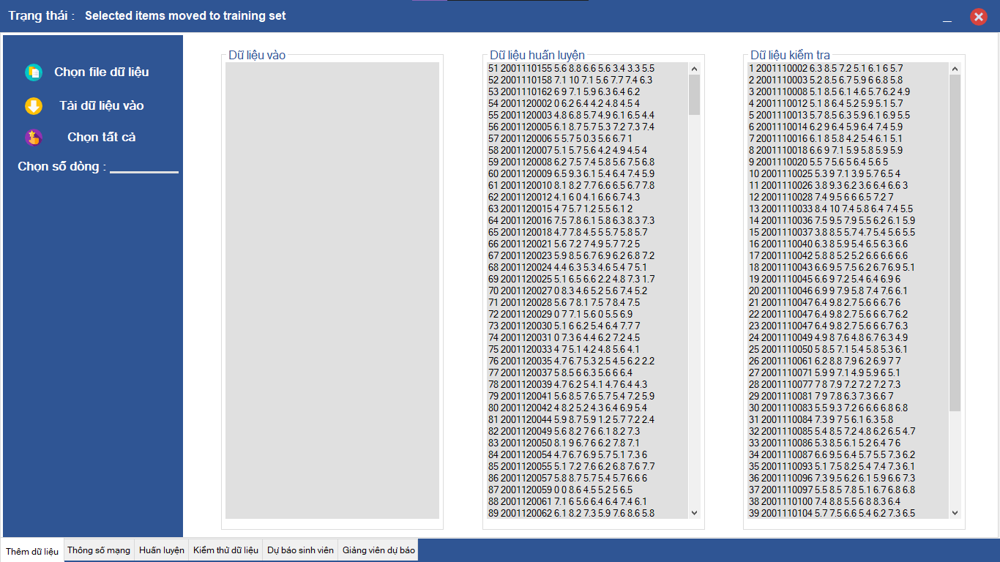 Trạng thái : Selected items moved to training set
Chọn file dữ liệu
Tải dữ liệu vào
Chọn tất cả
Chọn số dòng :
Dữ liệu vào
Dữ liệu huấn luyện
51 2001110155 5.6 8.8 6.6 5.6 3.4 3.3 5.5
52 2001110158 7.1 10 7.1 5.6 7.7 7.4 6.3
53 2001110162 6 9 7.1 5.9 6.3 6.4 6.2
54 2001120002 0 6.2 6.4 4.2 4.8 4.5 4
55 2001120003 4.8 6.8 5.7 4.9 6.1 6.5 4.4
56 2001120005 6.1 8.7 5.7 5.3 7.2 7.3 7.4
57 2001120006 5 5.7 5 0.3 5.6 6.7 1
58 2001120007 5.1 5.7 5.6 4.2 4.9 4.5 4
59 2001120008 6.2 7.5 7.4 5.8 5.6 7.5 6.8
60 2001120009 6.5 9.3 6.1 5.4 6.4 7.4 5.9
61 2001120010 8.1 8.2 7.7 6.6 6.5 6.7 7.8
62 2001120012 4.1 6 0 4.1 6.6 6.7 4.3
63 2001120015 4 7 5.7 1.2 5.5 6.1 2
64 2001120016 7.5 7.8 6.1 5.8 6.3 8.3 7.3
65 2001120018 4.7 7.8 4.5 5 5.7 5.8 5.7
66 2001120021 5.6 7.2 7 4.9 5.7 7.2 5
67 2001120023 5.9 8.5 6.7 6.9 6.2 6.8 7.2
68 2001120024 4.4 6.3 5.3 4.6 5.4 7 5.1
69 2001120025 5.1 6.5 6.6 2.2 4.8 7.3 1.7
70 2001120027 0 8.3 4.6 5.2 5.6 7.4 5.2
71 2001120028 5.6 7 8.1 7.5 7 8.4 7.5
72 2001120029 0 7 7.1 5.6 0 5.5 6.9
73 2001120030 5.1 6 6.2 5.4 6.4 7.7 7
74 2001120031 0 7.3 6 4.4 6.2 7.2 4.5
75 2001120033 4 7 5.1 4.2 4.8 5.6 4.1
76 2001120035 4.7 6.7 5.3 2.5 4.5 6.2 2.2
77 2001120037 5 8.5 6 6.3 5.6 6 6.4
78 2001120039 4.7 6.2 5 4.1 4.7 6.4 4.3
79 2001120041 5.6 8.5 7.6 5.7 5.4 7.2 5.9
80 2001120042 4 8.2 5.2 4.3 6.4 6.9 5.4
81 2001120044 5.9 8.7 5.9 1.2 5.7 7.2 2.4
82 2001120049 5.6 8.2 7 6 6.1 8.2 7.3
83 2001120050 8.1 9 6.7 6 6.2 7.8 7.1
84 2001120054 4.7 6.7 6.9 5.7 5.1 7.3 6
85 2001120055 5.1 7.2 7.6 6.2 6.8 7.6 7.7
86 2001120057 5.8 8.7 5.7 5.4 5.7 6.6 6
87 2001120059 0 0 8.6 4.5 5.2 5 6.5
88 2001120061 7.1 6 5.6 6.4 6.4 7.4 6.1
89 2001120062 6.1 8.2 7.3 5.9 7.6 8.6 5.8
Dữ liệu kiểm tra
1 2001110002 6.3 8.5 7.2 5.1 6.1 6 5.7
2 2001110003 5.2 8.5 6.7 5.9 6 6.8 5.8
3 2001110008 5.1 8.5 6.1 4.6 5.7 6.2 4.9
4 2001110012 5.1 8 6.4 5.2 5.9 5.1 5.7
5 2001110013 5.7 8.5 6.3 5.9 6.1 6.9 5.5
6 2001110014 6.2 9 6.4 5.9 6.4 7.4 5.9
7 2001110016 6.1 8 5.8 4.2 5.4 6.1 5.1
8 2001110018 6.6 9 7.1 5.9 5.8 5.9 5.9
9 2001110020 5.5 7 5.6 5 6.4 5.6 5
10 2001110025 5.3 9 7.1 3.9 5.7 6.5 4
11 2001110026 3.8 9.3 6.2 3.6 6.4 6.6 3
12 2001110028 7.4 9.5 6 6 6.5 7.2 7
13 2001110033 8.4 10 7.4 5.8 6.4 7.4 5.5
14 2001110036 7.5 9.5 7.9 5.5 6.2 6.1 5.9
15 2001110037 3.8 8.5 5.7 4.7 5.4 5.6 5.5
16 2001110040 6.3 8 5.9 5.4 6.5 6.3 6.6
17 2001110042 5.8 8 5.2 5.2 6.6 6.6 6.6
18 2001110043 6.6 9.5 7.5 6.2 6.7 6.9 5.1
19 2001110045 6.6 9 7.2 5.4 6.4 6.9 6
20 2001110046 6.9 9 7.9 5.8 7.4 7.6 6.1
21 2001110047 6.4 9.8 2.7 5.6 6 6.7 6
22 2001110047 6.4 9.8 2.7 5.6 6 6.7 6.2
23 2001110047 6.4 9.8 2.7 5.6 6 6.7 6.3
24 2001110049 4.9 8 7.6 4.8 6.7 6.3 4.9
25 2001110050 5 8.5 7.1 5.4 5.8 5.3 6.1
26 2001110061 6.2 8.8 7.9 6.2 6.9 7 7
27 2001110071 5.9 9 7.1 4.9 5.9 6 5.1
28 2001110077 7 8 7.9 7.2 7.2 7.2 7.3
29 2001110081 7 9 7.8 6.3 7.3 6.6 7
30 2001110083 5.5 9.3 7.2 6 6.6 6.8 6.8
31 2001110084 7.3 9 7 5 6.1 6.3 5.8
32 2001110085 5.4 8.5 7.2 4.8 6.2 6.5 4.7
33 2001110086 5.3 8.5 6.1 5.2 6.4 7 6
34 2001110087 6.6 9.5 6.4 5.7 5.5 7.3 6.2
35 2001110093 5.1 7.5 8.2 5.4 7.4 7.3 6.1
36 2001110096 7.3 9.5 6.2 6.1 5.9 6.6 7.3
37 2001110097 5.5 8.5 7.8 5.1 6.7 6.8 6.8
38 2001110100 7.4 8.8 5.5 6 8 8.3 6.4
39 2001110104 5.7 7.5 6.6 5.4 6.2 7.3 6.5
Thêm dữ liệu
Thông số mạng
Huấn luyện
Kiểm thử dữ liệu
Dự báo sinh viên
Giảng viên dự báo